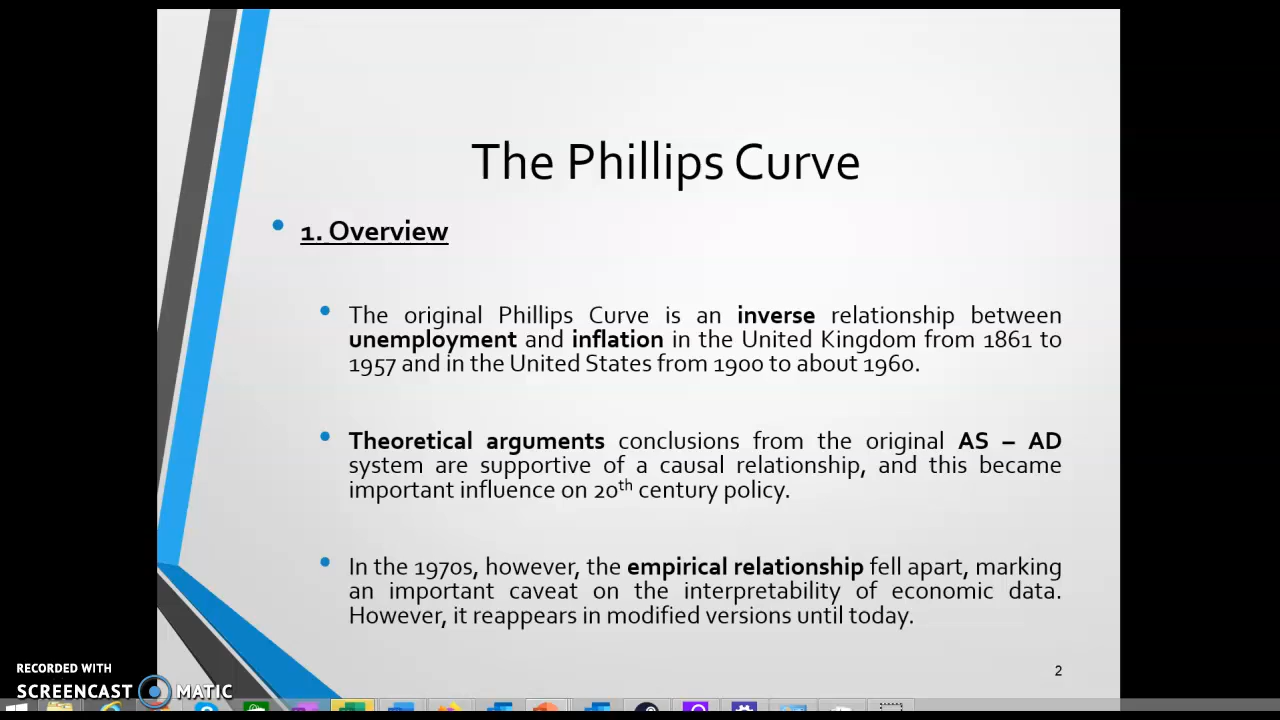 The Phillips Curve
1. Overview
The original Phillips Curve is an inverse relationship between
unemployment and inflation in the United Kingdom from 1861 to
1957 and in the United States from 1900 to about 1960.
Theoretical arguments conclusions from the original AS – AD
system are supportive of a causal relationship, and this became
important influence on 20th century policy.
In the 1970s, however, the empirical relationship fell apart, marking
an important caveat on the interpretability of economic data.
However, it reappears in modified versions until today.
2
RECORDED WITH
SCREENCAST MATIC